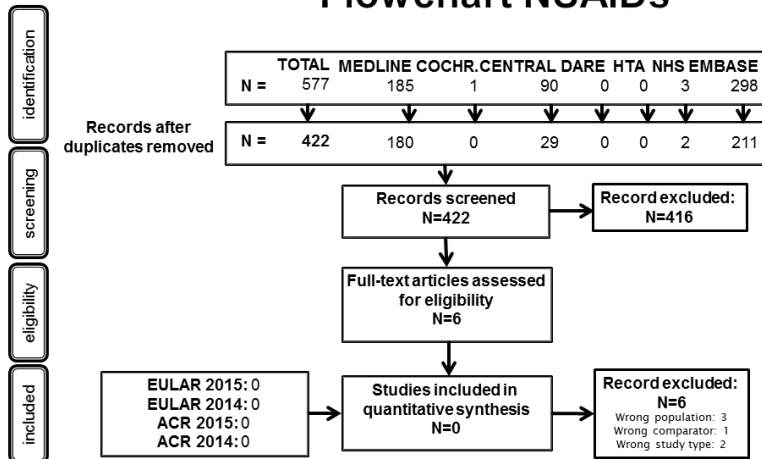 Flowchart NSAIDs
identification
TOTAL MEDLINE COCHR.CENTRAL DARE HTA NHS EMBASE
N = 577 185 1 90 0 0 3 298
Records after
duplicates removed
N = 422 180 0 29 0 0 2 211
screening
Records screened
N=422
Record excluded:
N=416
eligibility
Full-text articles assessed
for eligibility
N=6
included
EULAR 2015: 0
EULAR 2014: 0
ACR 2015: 0
ACR 2014: 0
Studies included in
quantitative synthesis
N=0
Record excluded:
N=6
Wrong population: 3
Wrong comparator: 1
Wrong study type: 2